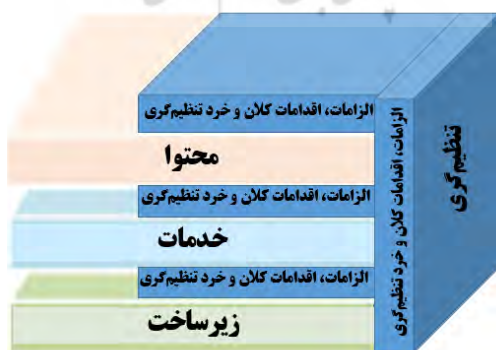 الزامات، اقدامات کلان و خرد تنظیم‌گری
محتوا
الزامات، اقدامات کلان و خرد تنظیم‌گری
خدمات
الزامات، اقدامات کلان و خرد تنظیم‌گری
زیرساخت
الزامات، اقدامات کلان و خرد تنظیم‌گری
تنظیم‌گری